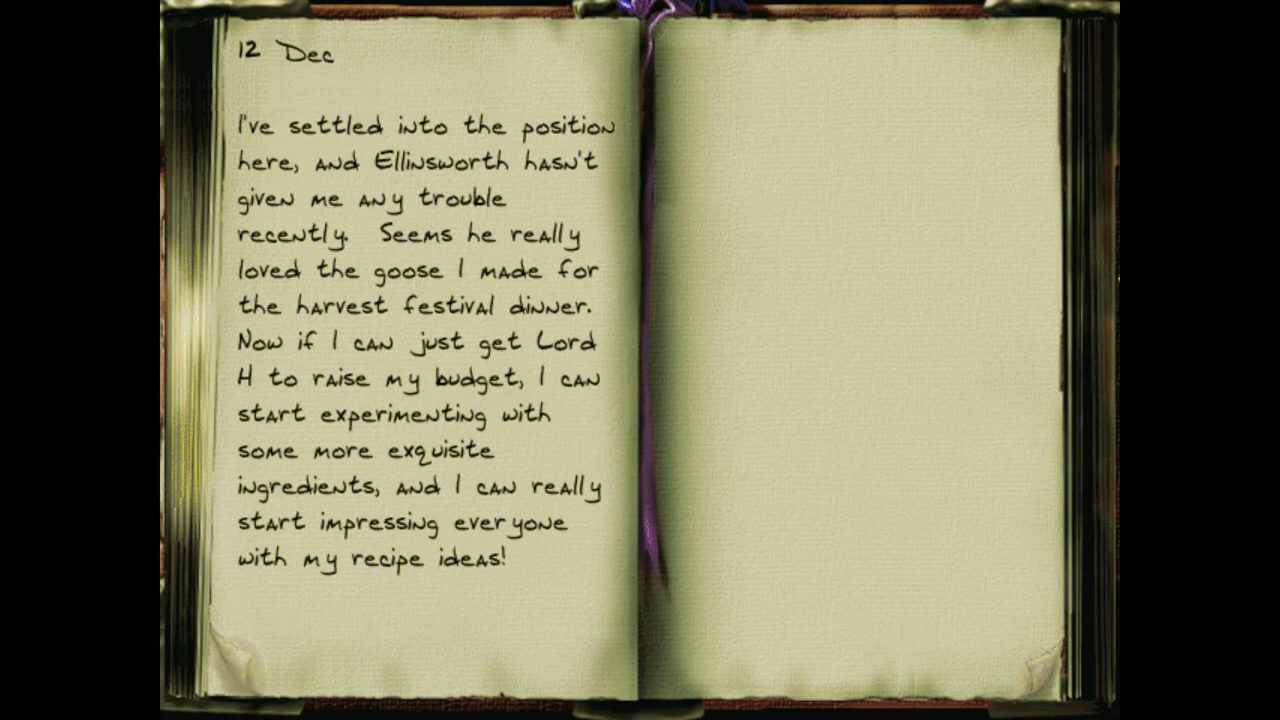 12 Dec
I've settled into the position
here, and Ellinsworth hasn't
given me any trouble
recently. Seems he really
loved the goose I made for
the harvest festival dinner.
Now if I can just get Lord
H to raise my budget, I can
start experimenting with
some more exquisite
ingredients, and I can really
start impressing everyone
with my recipe ideas!